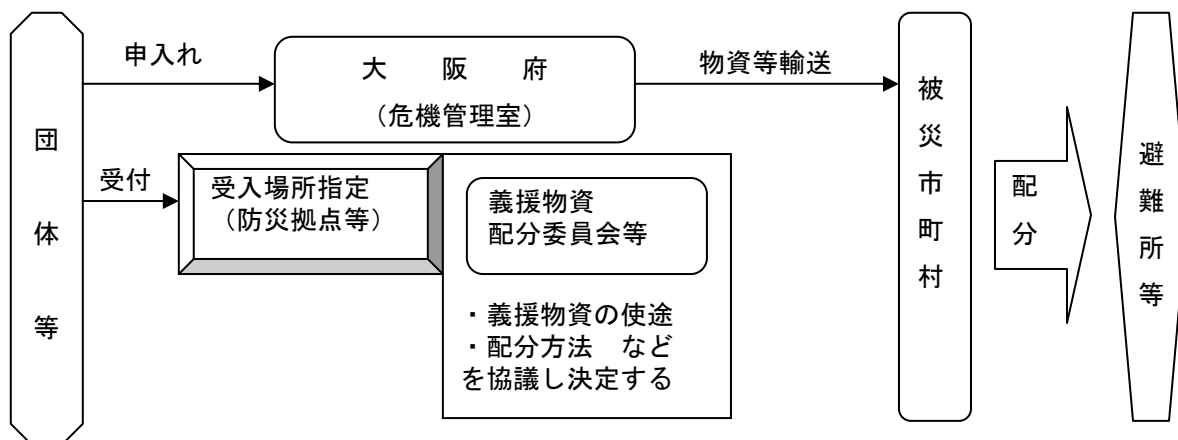 団体等
申入れ
大　阪　府
（危機管理室）
物資等輸送
受付
受入場所指定
（防災拠点等）
義援物資
配分委員会等
・義援物資の使途
・配分方法　など
を協議し決定する
被災市町村
配分
避難所等